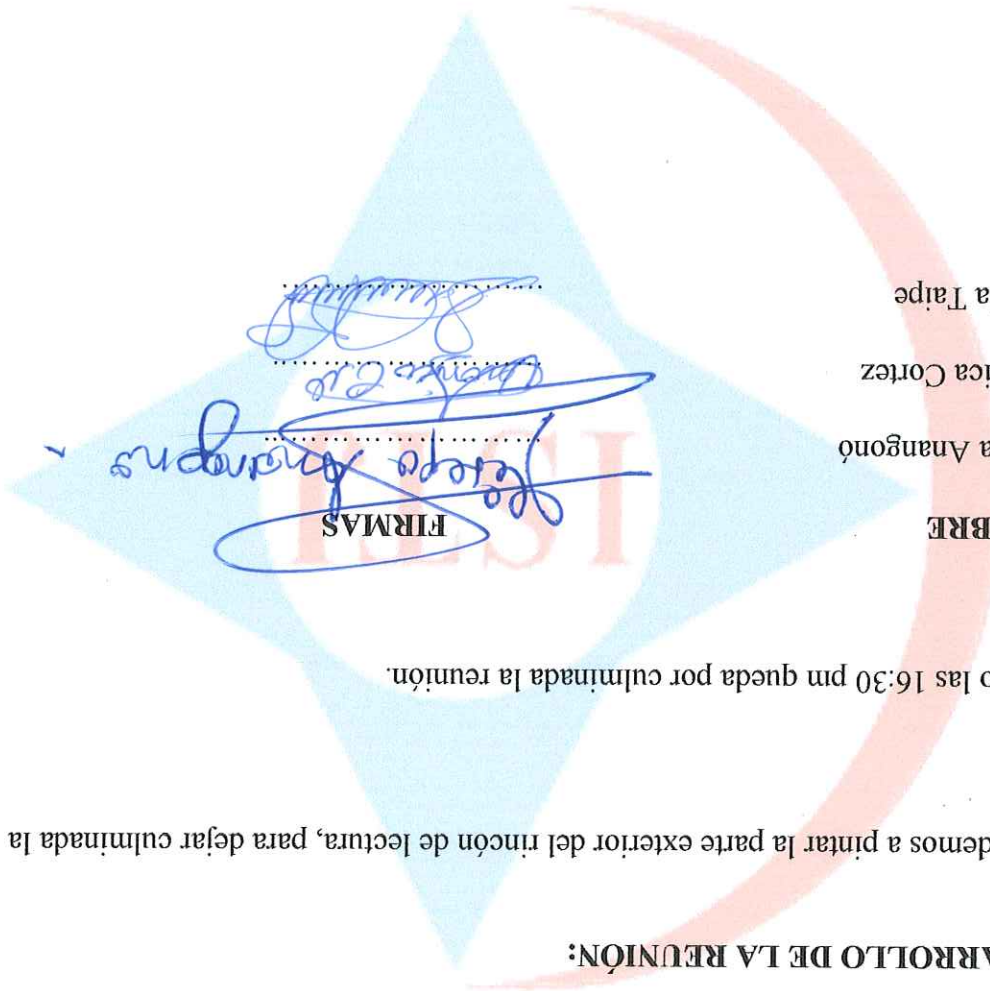 ARROLLO DE LA REUNIÓN:
demos a pintar la parte exterior del rincón de lectura, para dejar culminada la
o las 16:30 pm queda por culminada la reunión.
BRE FIRMAS
a Anangonó Anangonó
ica Cortez
a Taipe